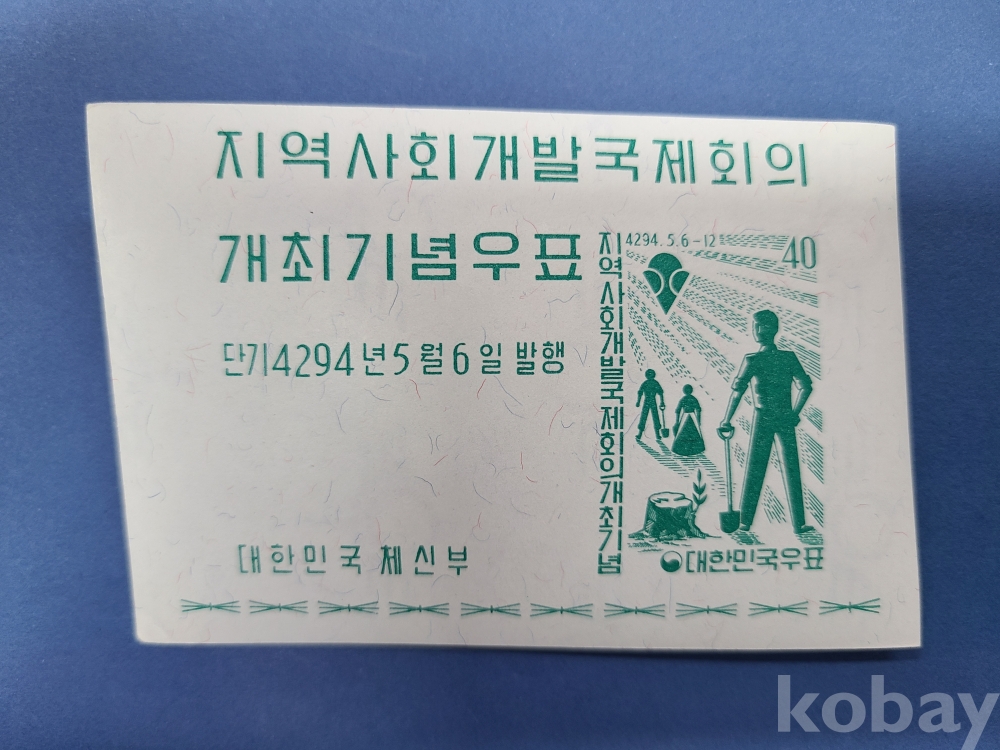 지역사회개발국제회의
개최기념우표
단기4294년5월6일 발행
대한민국 체신부
4294. 5. 6-12
40
지역사회개발국제회의개최기념
대한민국우표
kobay